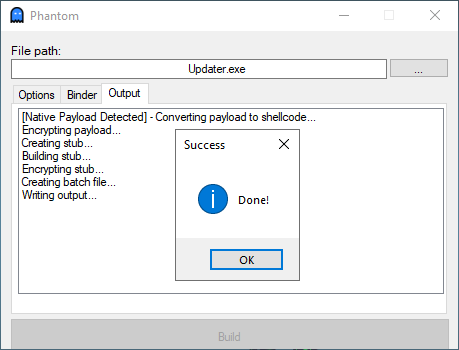 Phantom
File path:
Updater.exe
...
Options Binder Output
[Native Payload Detected] - Converting payload to shellcode...
Encrypting payload...
Creating stub...
Building stub...
Encrypting stub...
Creating batch file...
Writing output...
Success
Done!
OK
Build